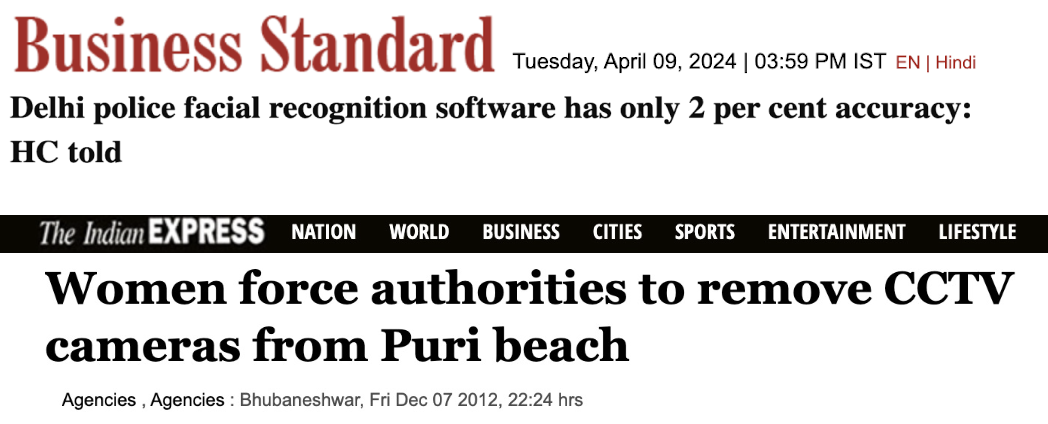 Business Standard Tuesday, April 09, 2024 | 03:59 PM IST EN | Hindi
Delhi police facial recognition software has only 2 per cent accuracy:
HC told
The Indian EXPRESS NATION WORLD BUSINESS CITIES SPORTS ENTERTAINMENT LIFESTYLE
Women force authorities to remove CCTV
cameras from Puri beach
Agencies , Agencies : Bhubaneshwar, Fri Dec 07 2012, 22:24 hrs